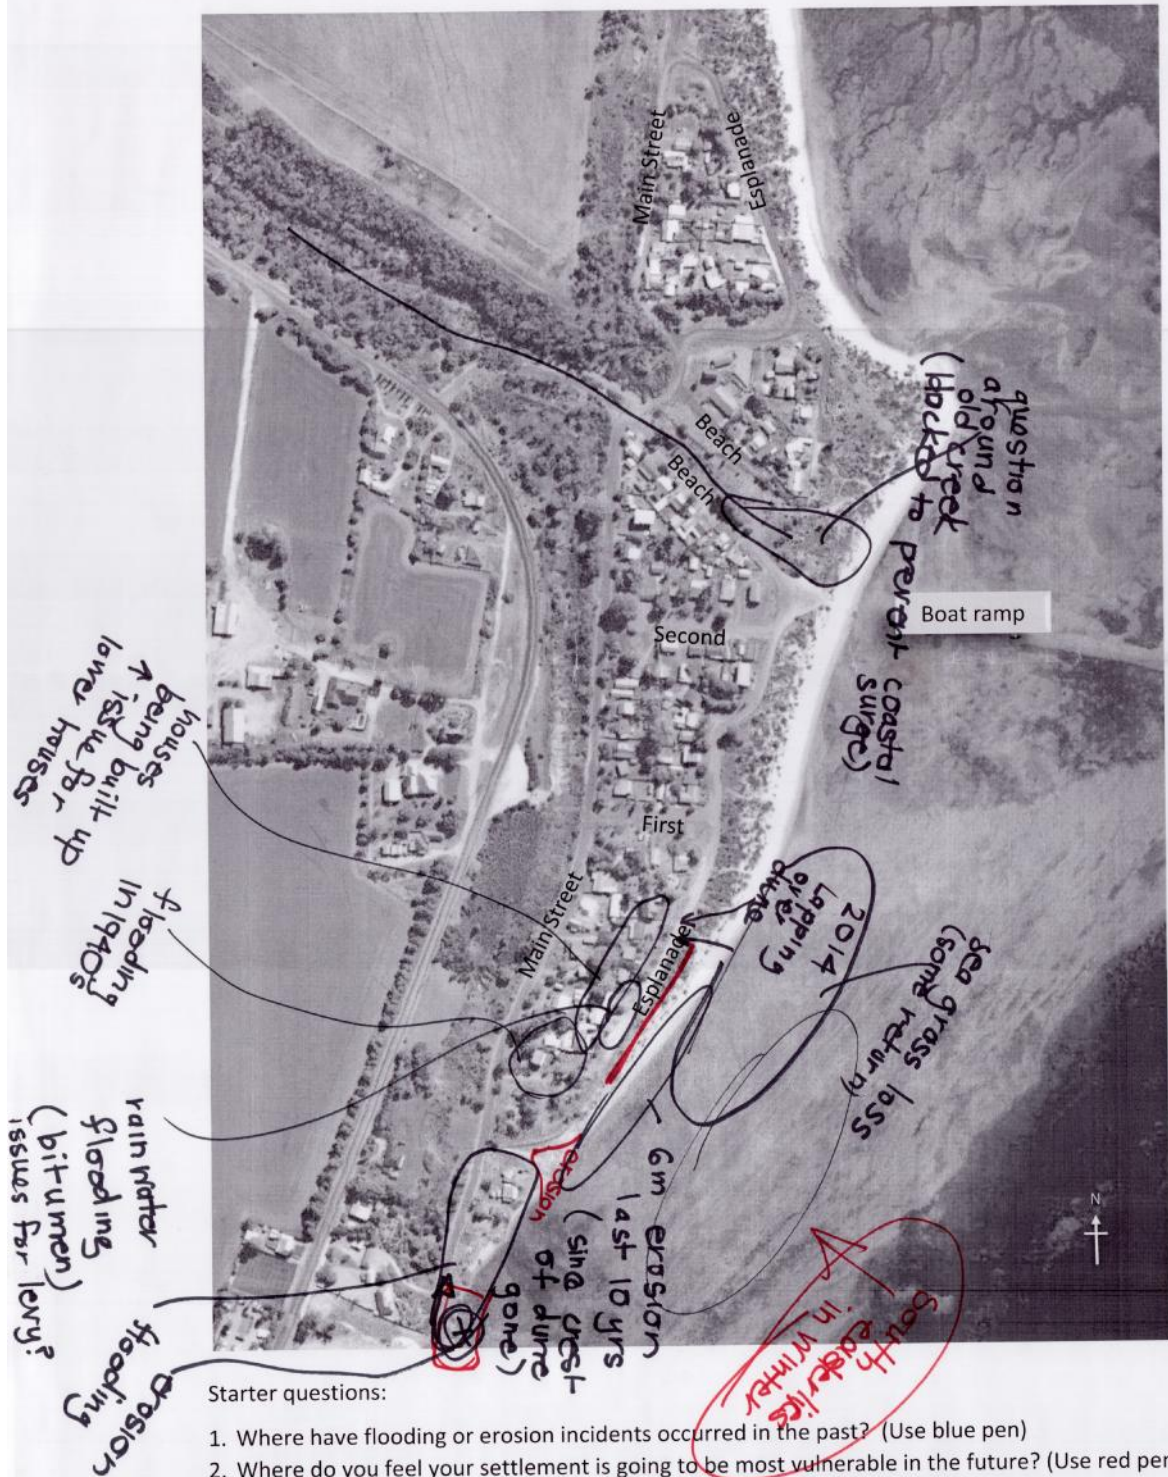 Main Street
Esplanade
question
around
old creek
(blocked to pervent coastal
surge)
Beach
Beach
Boat ramp
Second
First
houses
being built up
↑ issue for
lower houses
flooding
in 1940s
Main Street
Esplanade
2014
Lapping
over
dune
sea grass loss
(some return)
rainwater
flooding
(bitumen)
issues for levy?
erosion
6m erosion
last 10 yrs
(sine crest
of dune
gone)
flooding
erosion
N
South
easterlies
in winter
Starter questions:
1. Where have flooding or erosion incidents occurred in the past? (Use blue pen)
2. Where do you feel your settlement is going to be most vulnerable in the future? (Use red pen